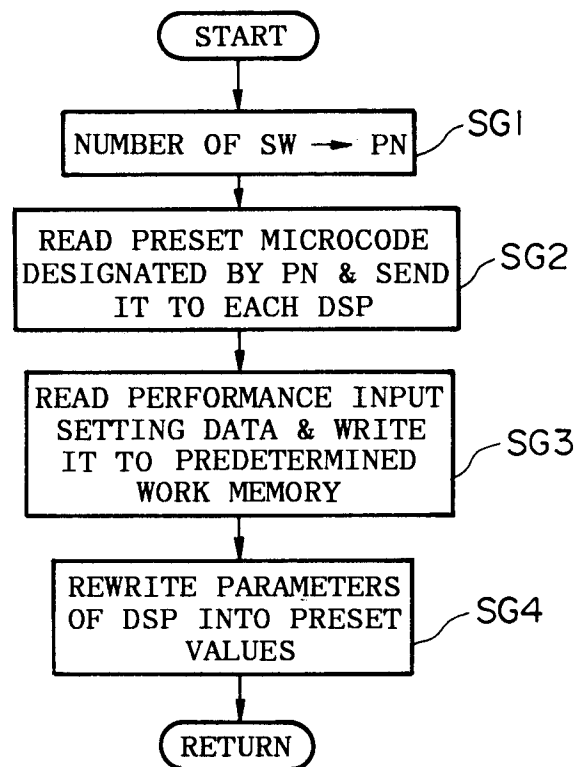 START
NUMBER OF SW → PN
SG1
READ PRESET MICROCODE
DESIGNATED BY PN & SEND
IT TO EACH DSP
SG2
READ PERFORMANCE INPUT
SETTING DATA & WRITE
IT TO PREDETERMINED
WORK MEMORY
SG3
REWRITE PARAMETERS
OF DSP INTO PRESET
VALUES
SG4
RETURN